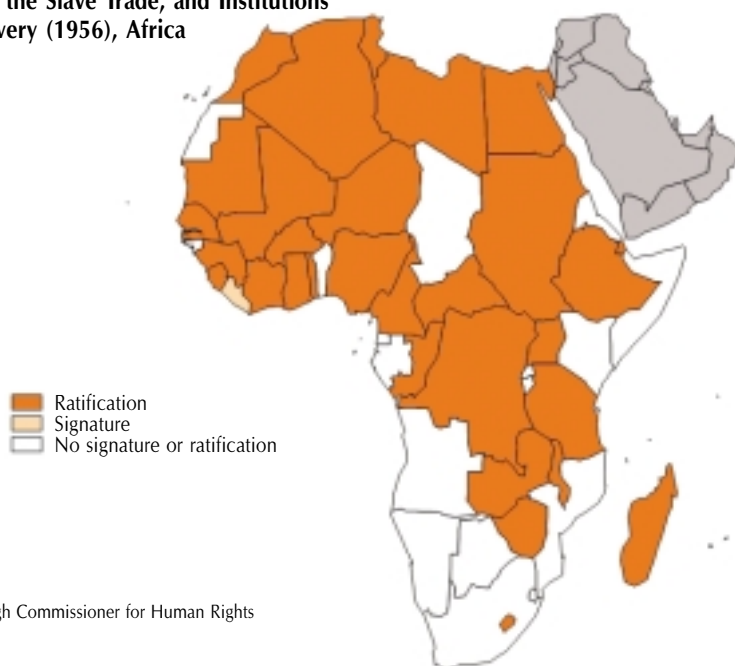 the Slave Trade, and Institutions
very (1956), Africa
Ratification
Signature
No signature or ratification
gh Commissioner for Human Rights